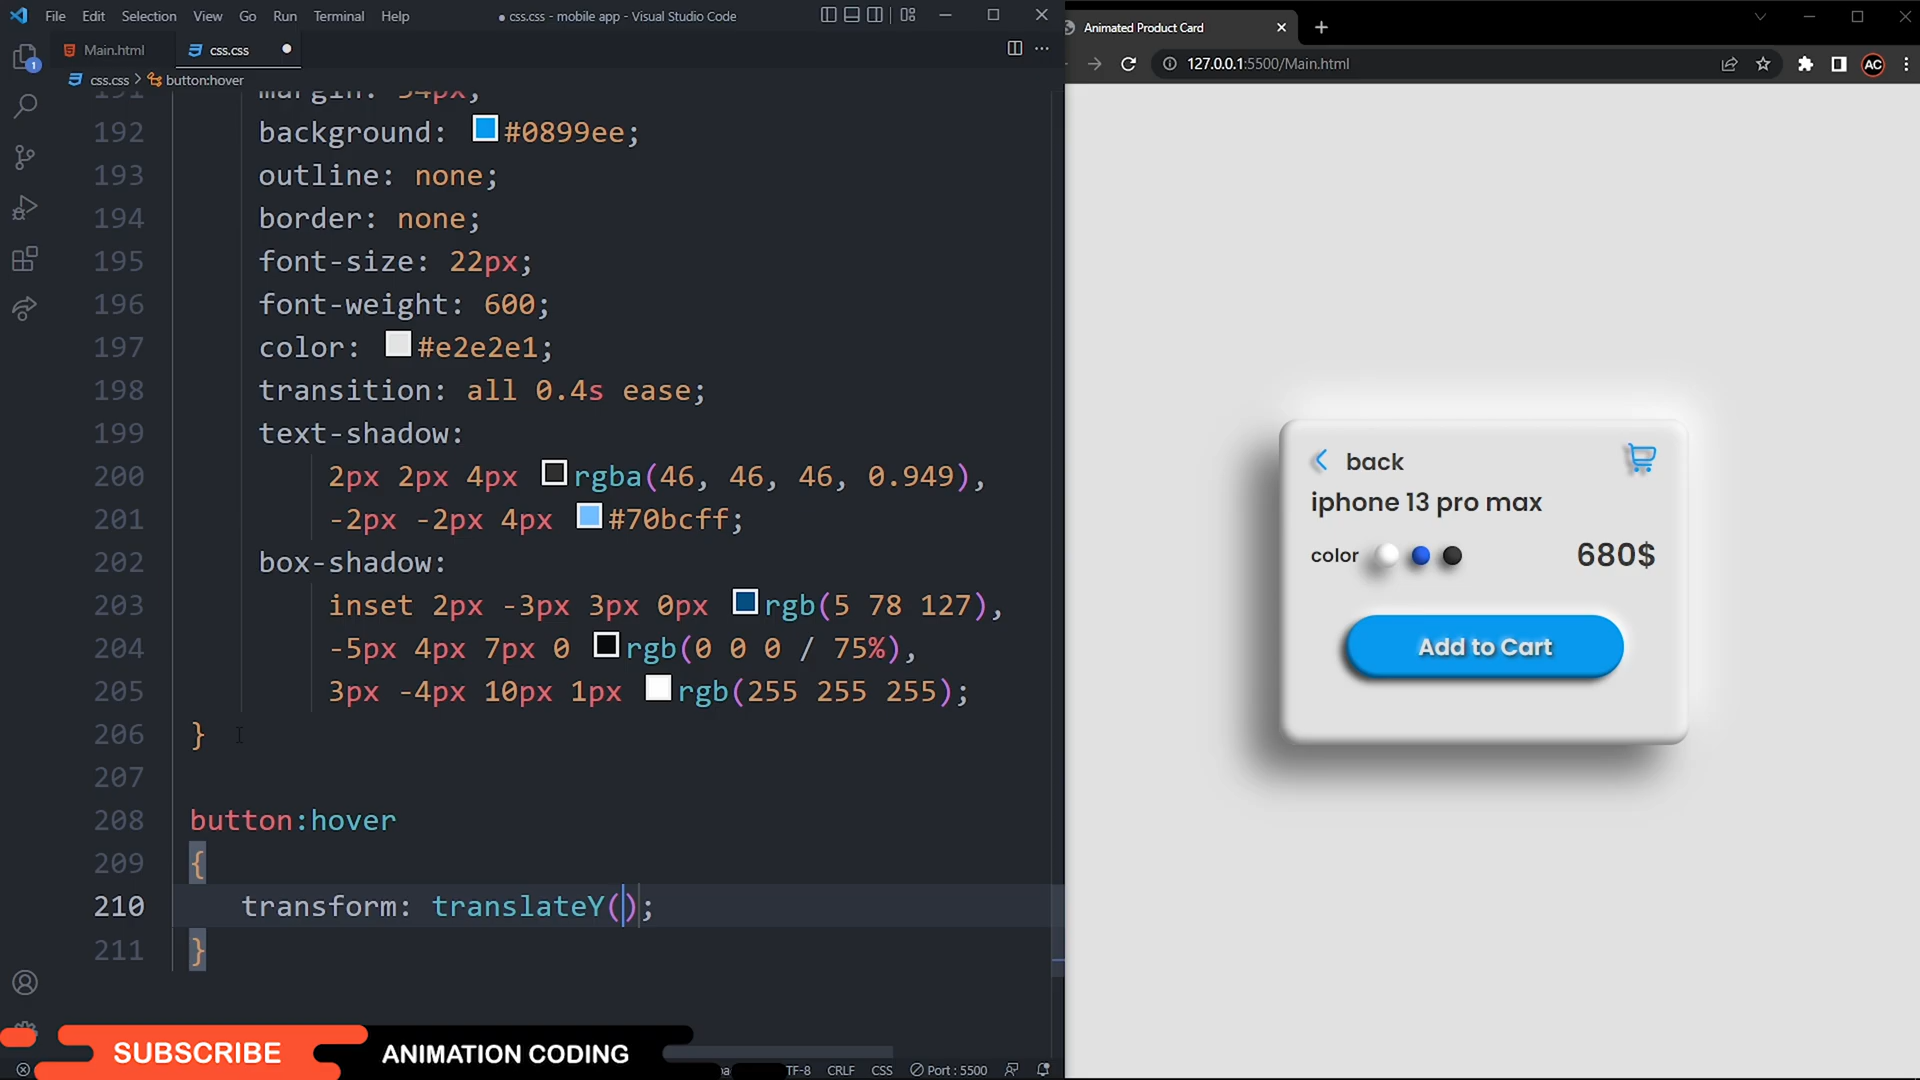 File Edit Selection View Go Run Terminal Help
● css.css - mobile app - Visual Studio Code
Main.html
css.css
css.css > button:hover
191 margin: 34px;
192 background: #0899ee;
193 outline: none;
194 border: none;
195 font-size: 22px;
196 font-weight: 600;
197 color: #e2e2e1;
198 transition: all 0.4s ease;
199 text-shadow:
200 2px 2px 4px rgba(46, 46, 46, 0.949),
201 -2px -2px 4px #70bcff;
202 box-shadow:
203 inset 2px -3px 3px 0px rgb(5 78 127),
204 -5px 4px 7px 0 rgb(0 0 0 / 75%),
205 3px -4px 10px 1px rgb(255 255 255);
206 }
207
208 button:hover
209 {
210 transform: translateY();
211 }
1
SUBSCRIBE
ANIMATION CODING
TF-8 CRLF CSS Port : 5500
Animated Product Card
127.0.0.1:5500/Main.html
AC
back
iphone 13 pro max
color 680$
Add to Cart